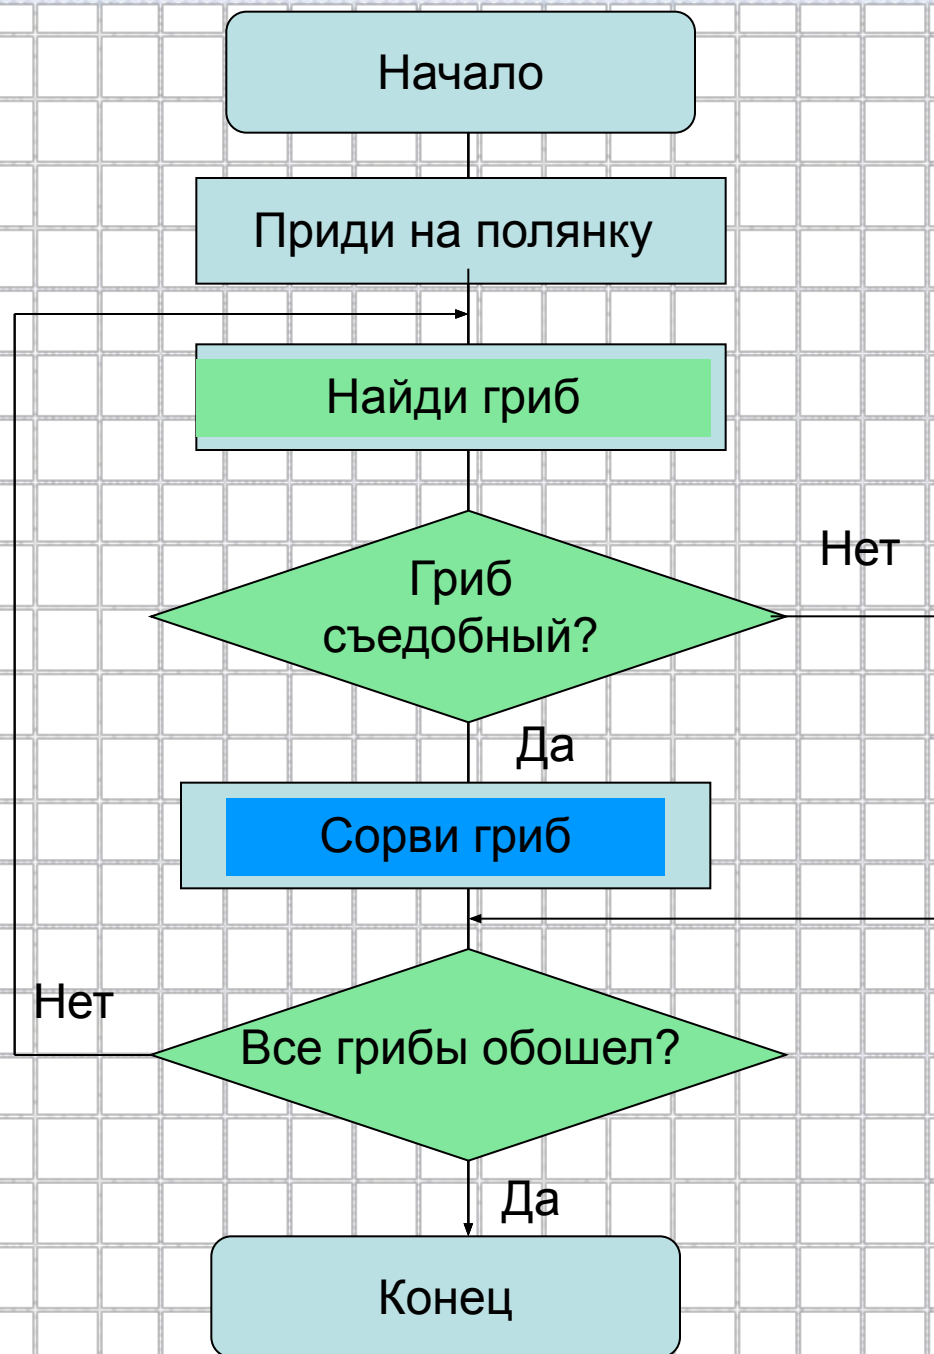 Начало
Приди на полянку
Найди гриб
Нет
Гриб
съедобный?
Да
Сорви гриб
Нет
Все грибы обошел?
Да
Конец